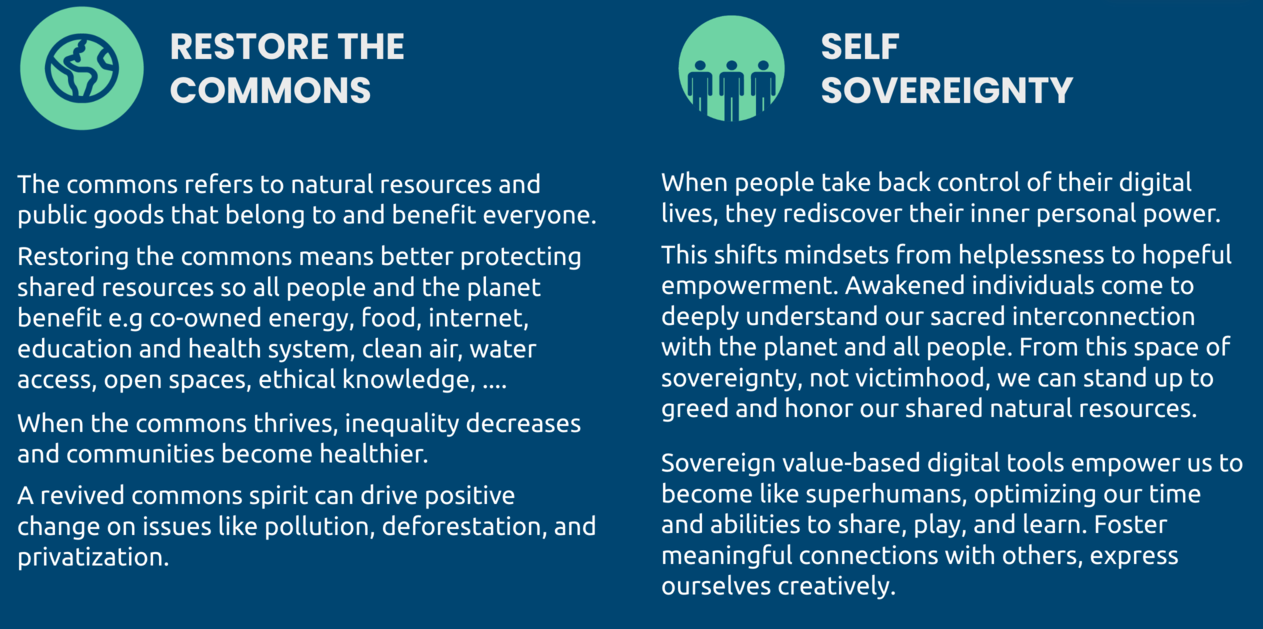 RESTORE THE
COMMONS
The commons refers to natural resources and
public goods that belong to and benefit everyone.
Restoring the commons means better protecting
shared resources so all people and the planet
benefit e.g co-owned energy, food, internet,
education and health system, clean air, water
access, open spaces, ethical knowledge, ....
When the commons thrives, inequality decreases
and communities become healthier.
A revived commons spirit can drive positive
change on issues like pollution, deforestation, and
privatization.
SELF
SOVEREIGNTY
When people take back control of their digital
lives, they rediscover their inner personal power.
This shifts mindsets from helplessness to hopeful
empowerment. Awakened individuals come to
deeply understand our sacred interconnection
with the planet and all people. From this space of
sovereignty, not victimhood, we can stand up to
greed and honor our shared natural resources.
Sovereign value-based digital tools empower us to
become like superhumans, optimizing our time
and abilities to share, play, and learn. Foster
meaningful connections with others, express
ourselves creatively.